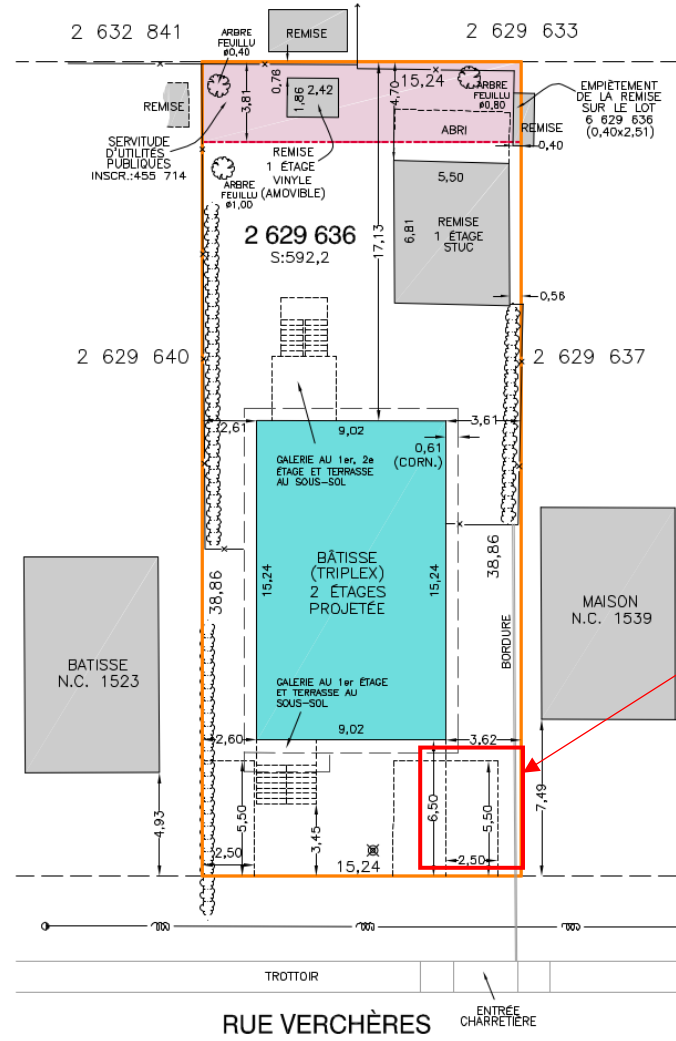 2 632 841
ARBRE
FEUILLU
ø0,40
REMISE
2 629 633
0,76
3,81
1,86
2,42
4,70
15,24
ARBRE
FEUILLU
ø0,80
EMPIÈTEMENT
DE LA REMISE
SUR LE LOT
6 629 636
(0,40x2,51)
REMISE
SERVITUDE
D'UTILITÉS
PUBLIQUES
INSCR.:455 714
ABRI
REMISE
0,40
REMISE
1 ÉTAGE
VINYLE
(AMOVIBLE)
ARBRE
FEUILLU
ø1,00
5,50
6,81
REMISE
1 ÉTAGE
STUC
2 629 636
S:592,2
17,13
0,56
2 629 640
2 629 637
2,61
9,02
3,61
0,61
(CORN.)
GALERIE AU 1er, 2e
ÉTAGE ET TERRASSE
AU SOUS-SOL
38,86
15,24
BÂTISSE
(TRIPLEX)
2 ÉTAGES
PROJETÉE
15,24
38,86
BORDURE
MAISON
N.C. 1539
BATISSE
N.C. 1523
GALERIE AU 1er ÉTAGE
ET TERRASSE AU
SOUS-SOL
2,60
9,02
3,62
4,93
5,50
3,45
6,50
5,50
7,49
2,50
15,24
2,50
TROTTOIR
ENTRÉE
CHARRETIÈRE
RUE VERCHÈRES